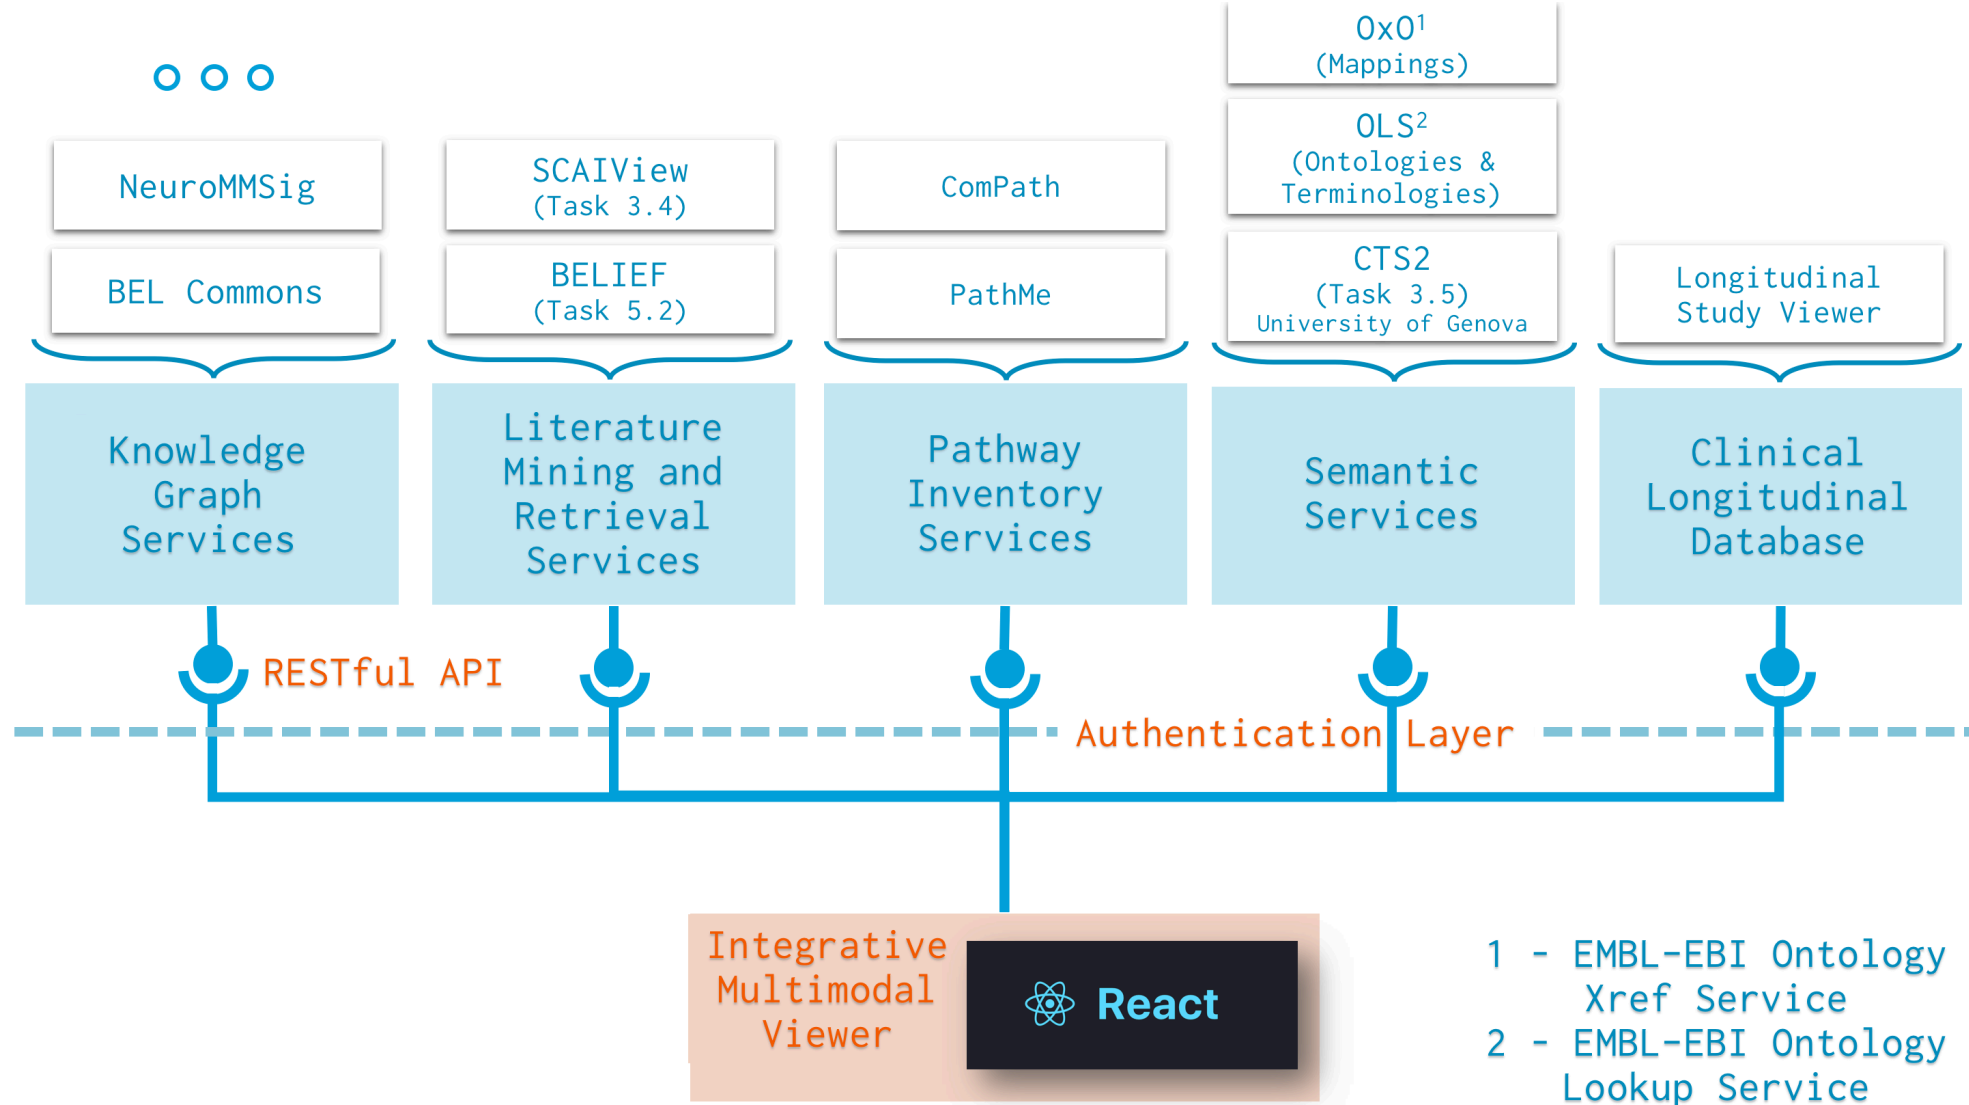 NeuroMMSig
BEL Commons
Knowledge
Graph
Services
SCAIView
(Task 3.4)
BELIEF
(Task 5.2)
Literature
Mining and
Retrieval
Services
ComPath
PathMe
Pathway
Inventory
Services
OxO¹
(Mappings)
OLS²
(Ontologies &
Terminologies)
CTS2
(Task 3.5)
University of Genova
Semantic
Services
Longitudinal
Study Viewer
Clinical
Longitudinal
Database
RESTful API
Authentication Layer
Integrative
Multimodal
Viewer
React
1 - EMBL-EBI Ontology
Xref Service
2 - EMBL-EBI Ontology
Lookup Service